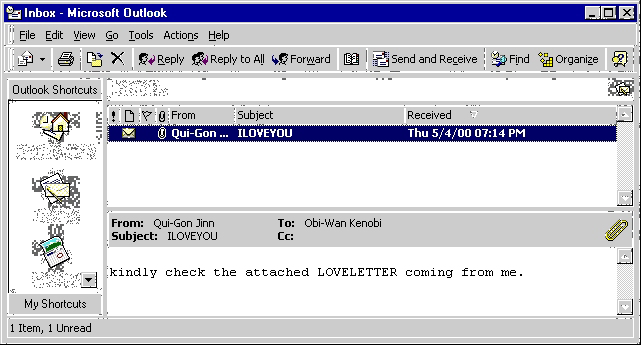 Inbox - Microsoft Outlook
File Edit View Go Tools Actions Help
Reply Reply to All Forward Send and Receive Find Organize
Outlook Shortcuts
! From Subject Received
Qui-Gon ... ILOVEYOU Thu 5/4/00 07:14 PM
From: Qui-Gon Jinn To: Obi-Wan Kenobi
Subject: ILOVEYOU Cc:
kindly check the attached LOVELETTER coming from me.
My Shortcuts
1 Item, 1 Unread